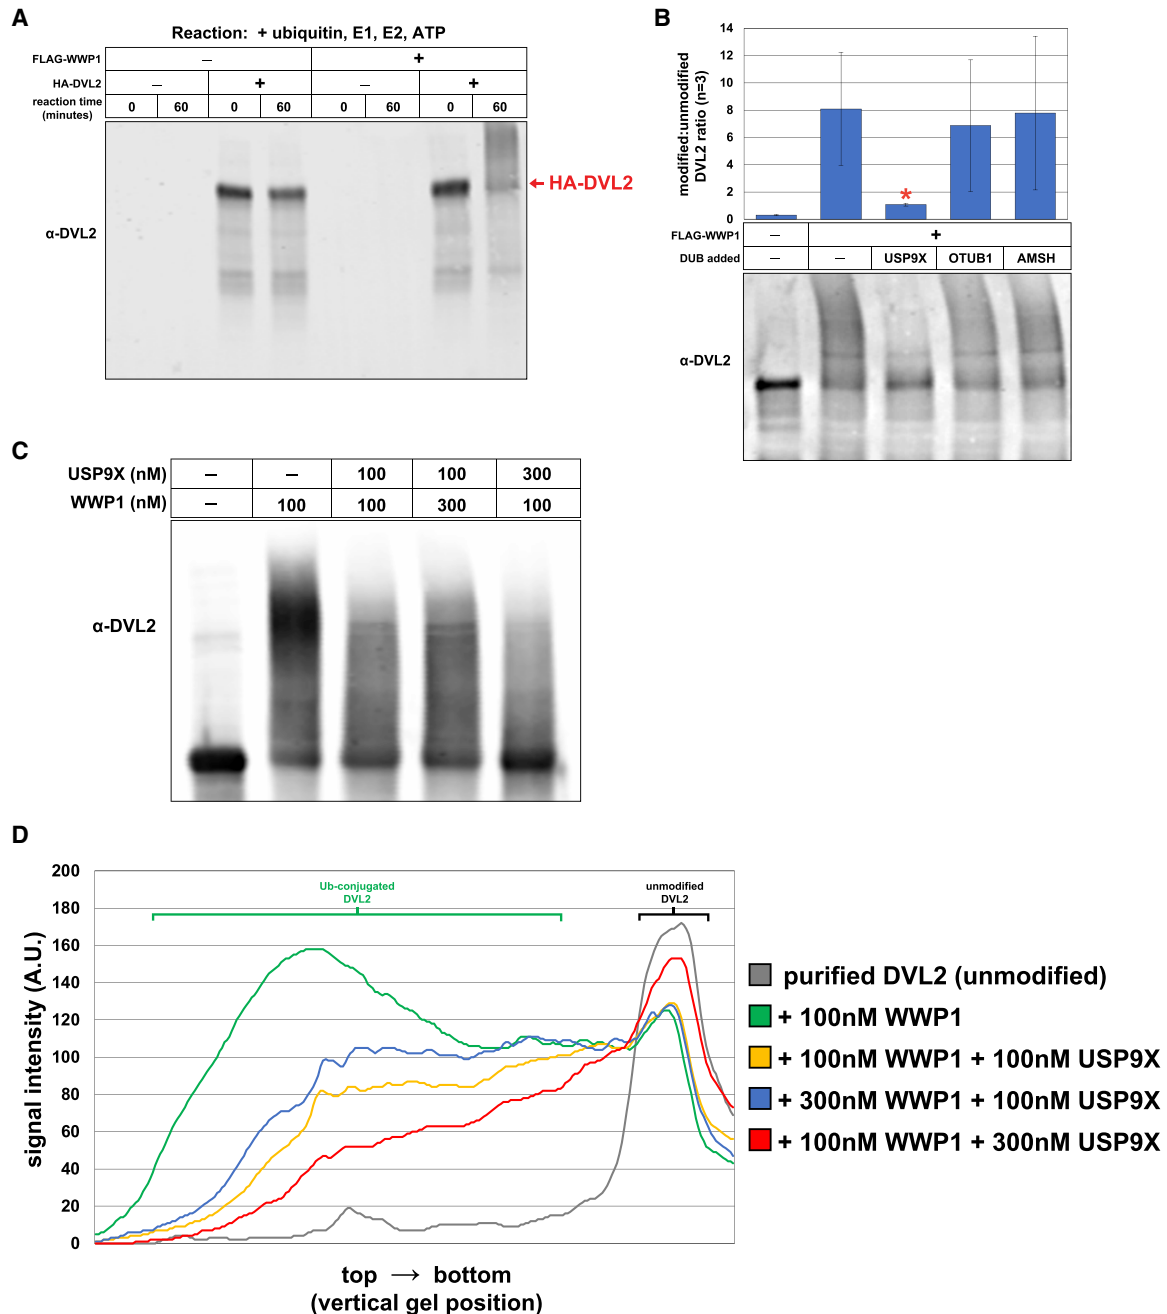 A
Reaction: + ubiquitin, E1, E2, ATP
FLAG-WWP1 – +
HA-DVL2 – + – +
reaction time (minutes) 0 60 0 60 0 60 0 60
HA-DVL2
α-DVL2
B
modified:unmodified
DVL2 ratio (n=3)
14
12
10
8
6
4
2
0
*
FLAG-WWP1 – +
DUB added – – USP9X OTUB1 AMSH
α-DVL2
C
USP9X (nM) – – 100 100 300
WWP1 (nM) – 100 100 300 100
α-DVL2
D
signal intensity (A.U.)
200
180
160
140
120
100
80
60
40
20
0
Ub-conjugated
DVL2
unmodified
DVL2
purified DVL2 (unmodified)
+ 100nM WWP1
+ 100nM WWP1 + 100nM USP9X
+ 300nM WWP1 + 100nM USP9X
+ 100nM WWP1 + 300nM USP9X
top → bottom
(vertical gel position)